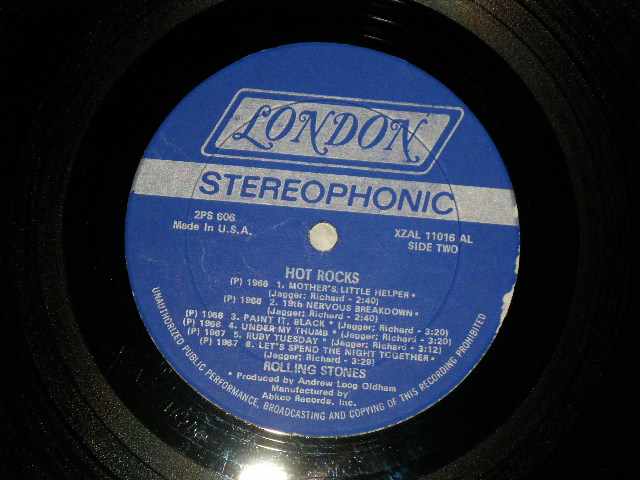 LONDON
STEREOPHONIC
2PS 606
Made in U.S.A.
XZAL 11016 AL
SIDE TWO
HOT ROCKS
(P) 1966 1. MOTHER'S LITTLE HELPER •
(Jagger; Richard - 2:40)
(P) 1966 2. 19th NERVOUS BREAKDOWN •
(Jagger; Richard - 2:40)
(P) 1966 3. PAINT IT, BLACK • (Jagger; Richard - 3:20)
(P) 1966 4. UNDER MY THUMB • (Jagger; Richard - 3:20)
(P) 1967 5. RUBY TUESDAY • (Jagger; Richard - 3:12)
(P) 1967 6. LET'S SPEND THE NIGHT TOGETHER •
(Jagger; Richard - 3:29)
ROLLING STONES
• Produced by Andrew Loog Oldham
Manufactured by
Abkco Records, Inc.
UNAUTHORIZED PUBLIC PERFORMANCE, BROADCASTING AND COPYING OF THIS RECORDING PROHIBITED